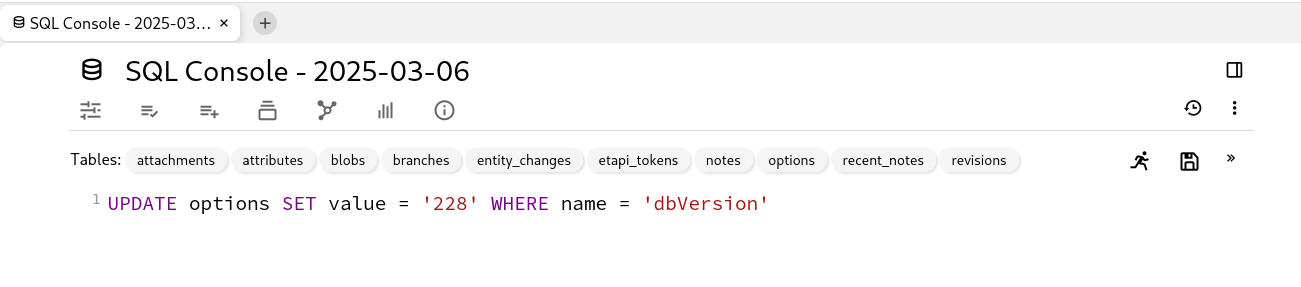 SQL Console - 2025-03...
SQL Console - 2025-03-06
Tables: attachments attributes blobs branches entity_changes etapi_tokens notes options recent_notes revisions
1 UPDATE options SET value = '228' WHERE name = 'dbVersion'